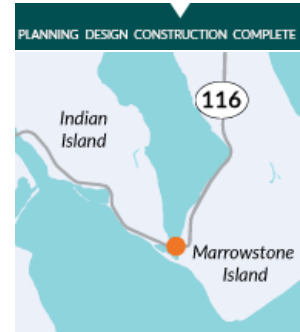 PLANNING DESIGN CONSTRUCTION COMPLETE
116
Indian
Island
Marrowstone
Island